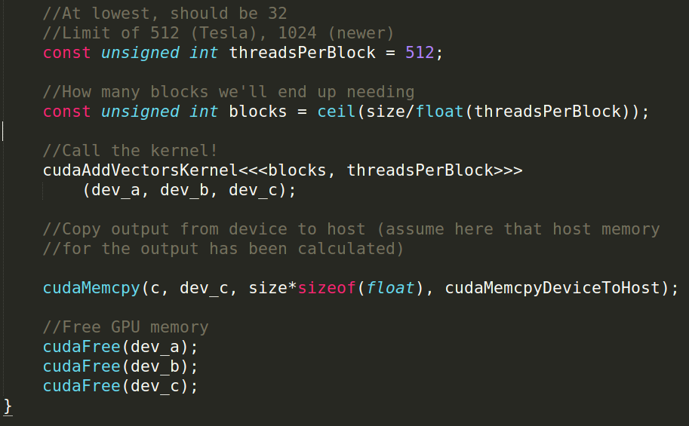 //At lowest, should be 32
//Limit of 512 (Tesla), 1024 (newer)
const unsigned int threadsPerBlock = 512;
//How many blocks we'll end up needing
const unsigned int blocks = ceil(size/float(threadsPerBlock));
//Call the kernel!
cudaAddVectorsKernel<<<blocks, threadsPerBlock>>>
(dev_a, dev_b, dev_c);
//Copy output from device to host (assume here that host memory
//for the output has been calculated)
cudaMemcpy(c, dev_c, size*sizeof(float), cudaMemcpyDeviceToHost);
//Free GPU memory
cudaFree(dev_a);
cudaFree(dev_b);
cudaFree(dev_c);
}